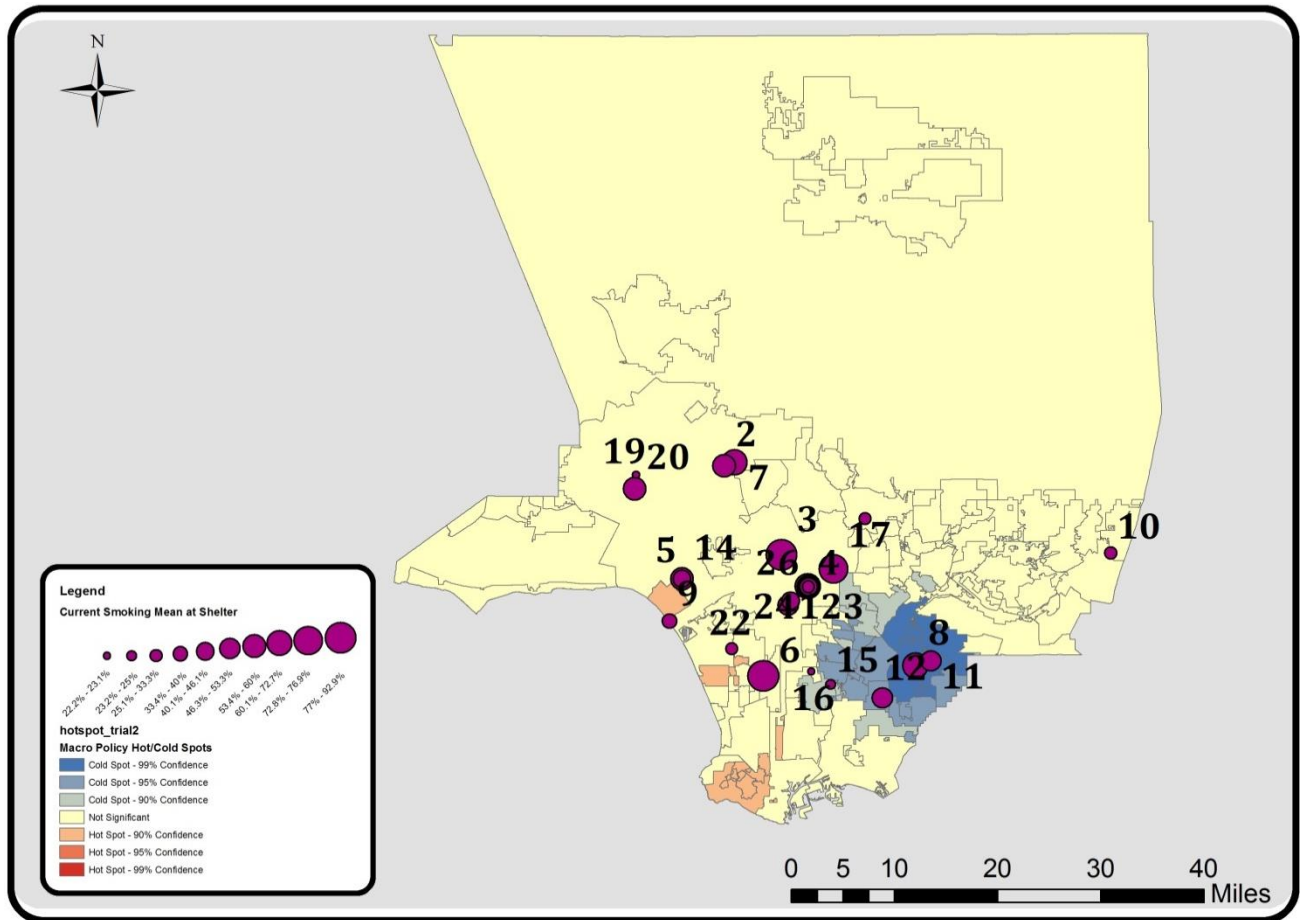 N
2
19 20
7
3
10
17
5 14
26 4
9
24 1 23
22
8
6 15
12 11
16
Legend
Current Smoking Mean at Shelter
22.2% - 23.1%
23.2% - 25%
25.1% - 33.3%
33.4% - 40%
40.1% - 46.1%
46.3% - 53.3%
53.4% - 60%
60.1% - 72.7%
72.8% - 76.9%
77% - 92.9%
hotspot_trial2
Macro Policy Hot/Cold Spots
Cold Spot - 99% Confidence
Cold Spot - 95% Confidence
Cold Spot - 90% Confidence
Not Significant
Hot Spot - 90% Confidence
Hot Spot - 95% Confidence
Hot Spot - 99% Confidence
0 5 10 20 30 40
Miles